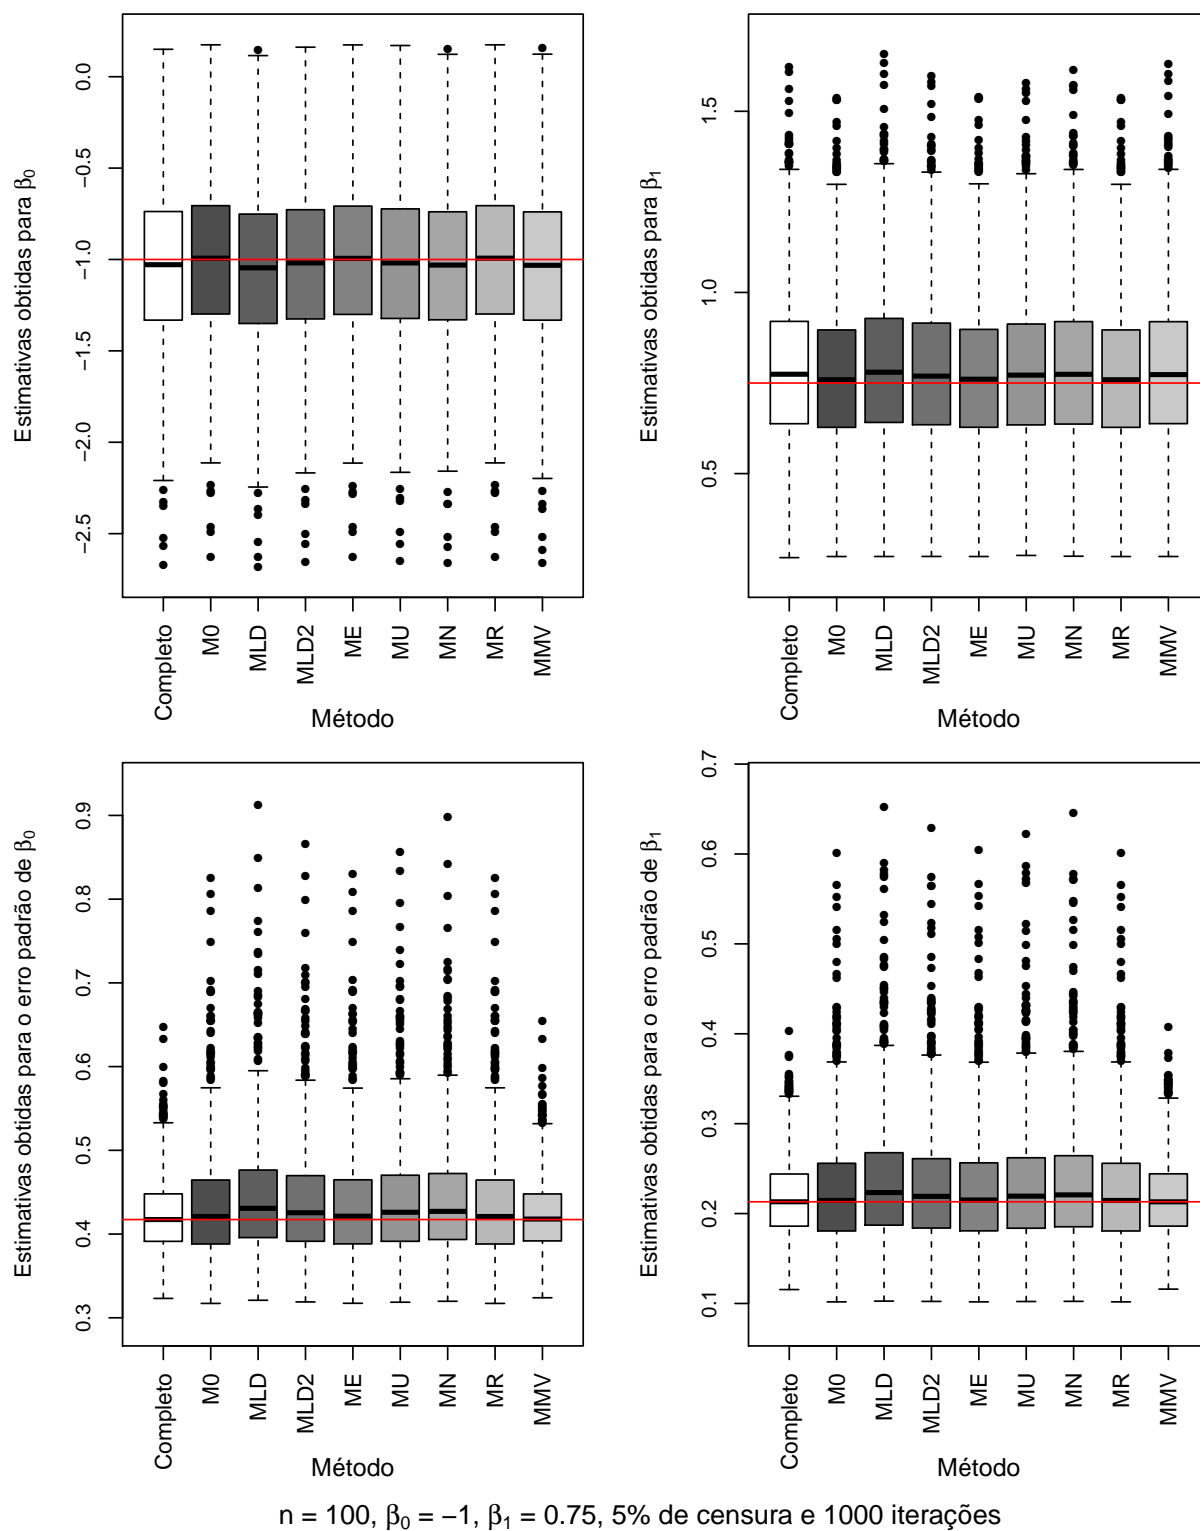 Estimativas obtidas para β₀
0.0
−0.5
−1.0
−1.5
−2.0
−2.5
Completo
M0
MLD
MLD2
ME
MU
MN
MR
MMV
Método
Estimativas obtidas para β₁
1.5
1.0
0.5
Completo
M0
MLD
MLD2
ME
MU
MN
MR
MMV
Método
Estimativas obtidas para o erro padrão de β₀
0.9
0.8
0.7
0.6
0.5
0.4
0.3
Completo
M0
MLD
MLD2
ME
MU
MN
MR
MMV
Método
Estimativas obtidas para o erro padrão de β₁
0.7
0.6
0.5
0.4
0.3
0.2
0.1
Completo
M0
MLD
MLD2
ME
MU
MN
MR
MMV
Método
n = 100, β₀ = −1, β₁ = 0.75, 5% de censura e 1000 iterações